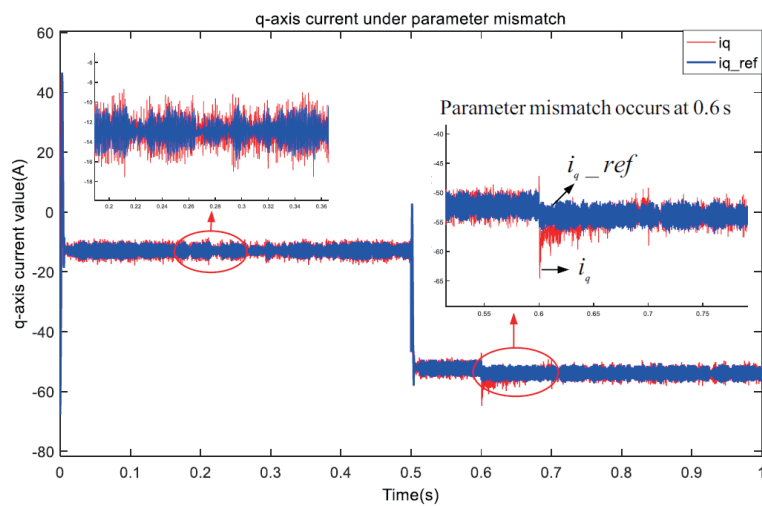 q-axis current under parameter mismatch
60
40
20
0
-20
-40
-60
-80
q-axis current value(A)
0 0.1 0.2 0.3 0.4 0.5 0.6 0.7 0.8 0.9 1
Time(s)
iq
iq_ref
-6
-8
-10
-12
-14
-16
-18
0.2 0.22 0.24 0.26 0.28 0.3 0.32 0.34 0.36
Parameter mismatch occurs at 0.6 s
-40
-45
-50
-55
-60
-65
0.55 0.6 0.65 0.7 0.75
i_q _ ref
i_q